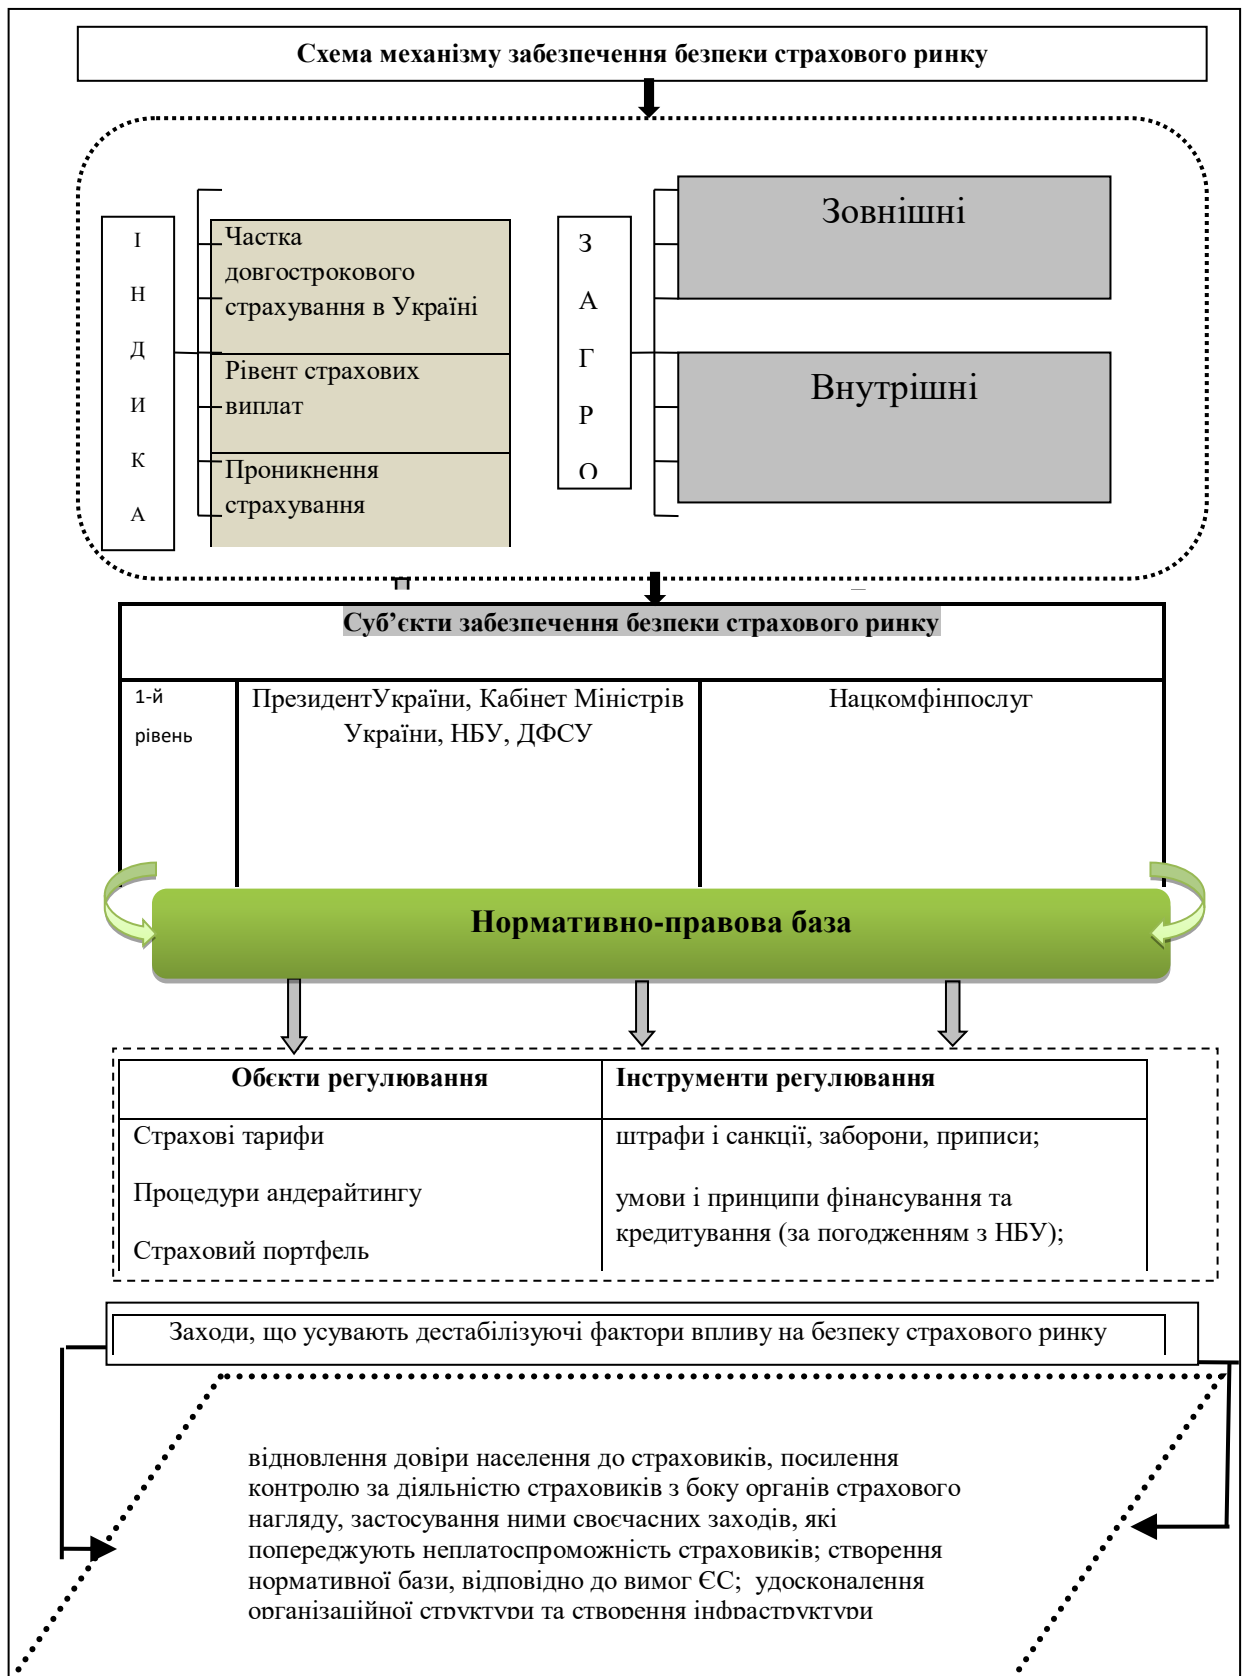 Схема механізму забезпечення безпеки страхового ринку
І
Н
Д
И
К
А
Частка
довгострокового
страхування в Україні
Рівент страхових
виплат
Проникнення
страхування
З
А
Г
Р
О
Зовнішні
Внутрішні
Суб’єкти забезпечення безпеки страхового ринку
1-й
рівень
ПрезидентУкраїни, Кабінет Міністрів
України, НБУ, ДФСУ
Нацкомфінпослуг
Нормативно-правова база
Обєкти регулювання
Страхові тарифи
Процедури андерайтингу
Страховий портфель
Інструменти регулювання
штрафи і санкції, заборони, приписи;
умови і принципи фінансування та
кредитування (за погодженням з НБУ);
Заходи, що усувають дестабілізуючі фактори впливу на безпеку страхового ринку
відновлення довіри населення до страховиків, посилення
контролю за діяльністю страховиків з боку органів страхового
нагляду, застосування ними своєчасних заходів, які
попереджують неплатоспроможність страховиків; створення
нормативної бази, відповідно до вимог ЄС; удосконалення
організаційної структури та створення інфраструктури